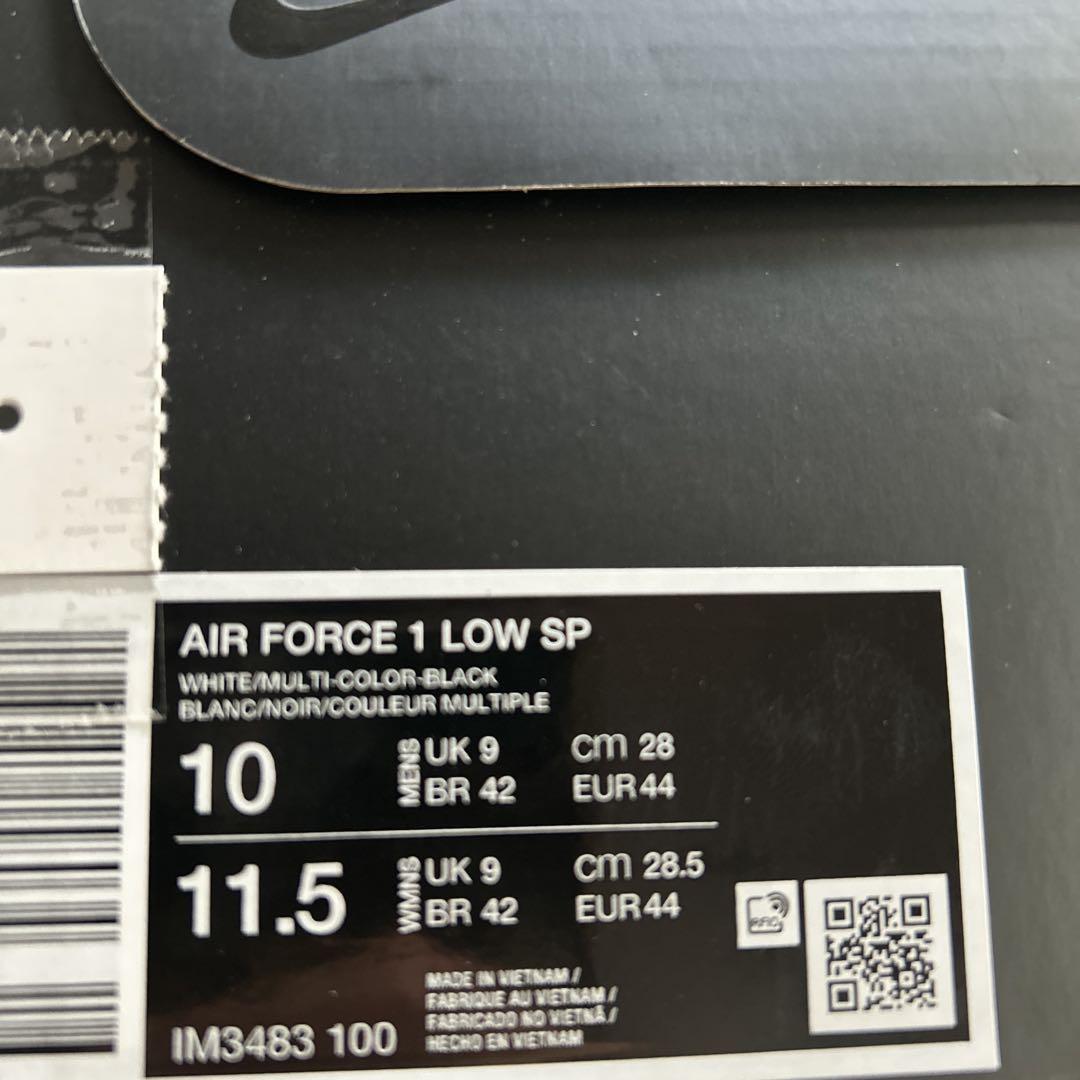 AIR FORCE 1 LOW SP
WHITE/MULTI-COLOR-BLACK
BLANC/NOIR/COULEUR MULTIPLE
10 MENS UK 9 cm 28
BR 42 EUR 44
11.5 WMNS UK 9 cm 28.5
BR 42 EUR 44
RFID
MADE IN VIETNAM /
FABRIQUE AU VIETNAM /
FABRICADO NO VIETNÃ /
HECHO EN VIETNAM
IM3483 100